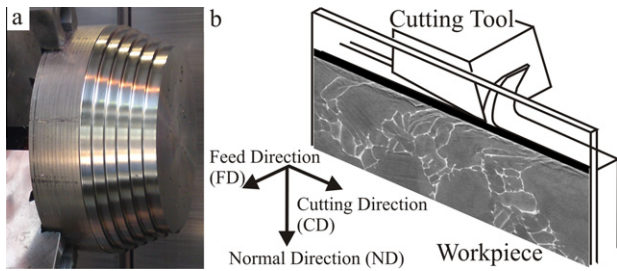 a
b
Cutting Tool
Feed Direction
(FD)
Cutting Direction
(CD)
Normal Direction (ND)
Workpiece